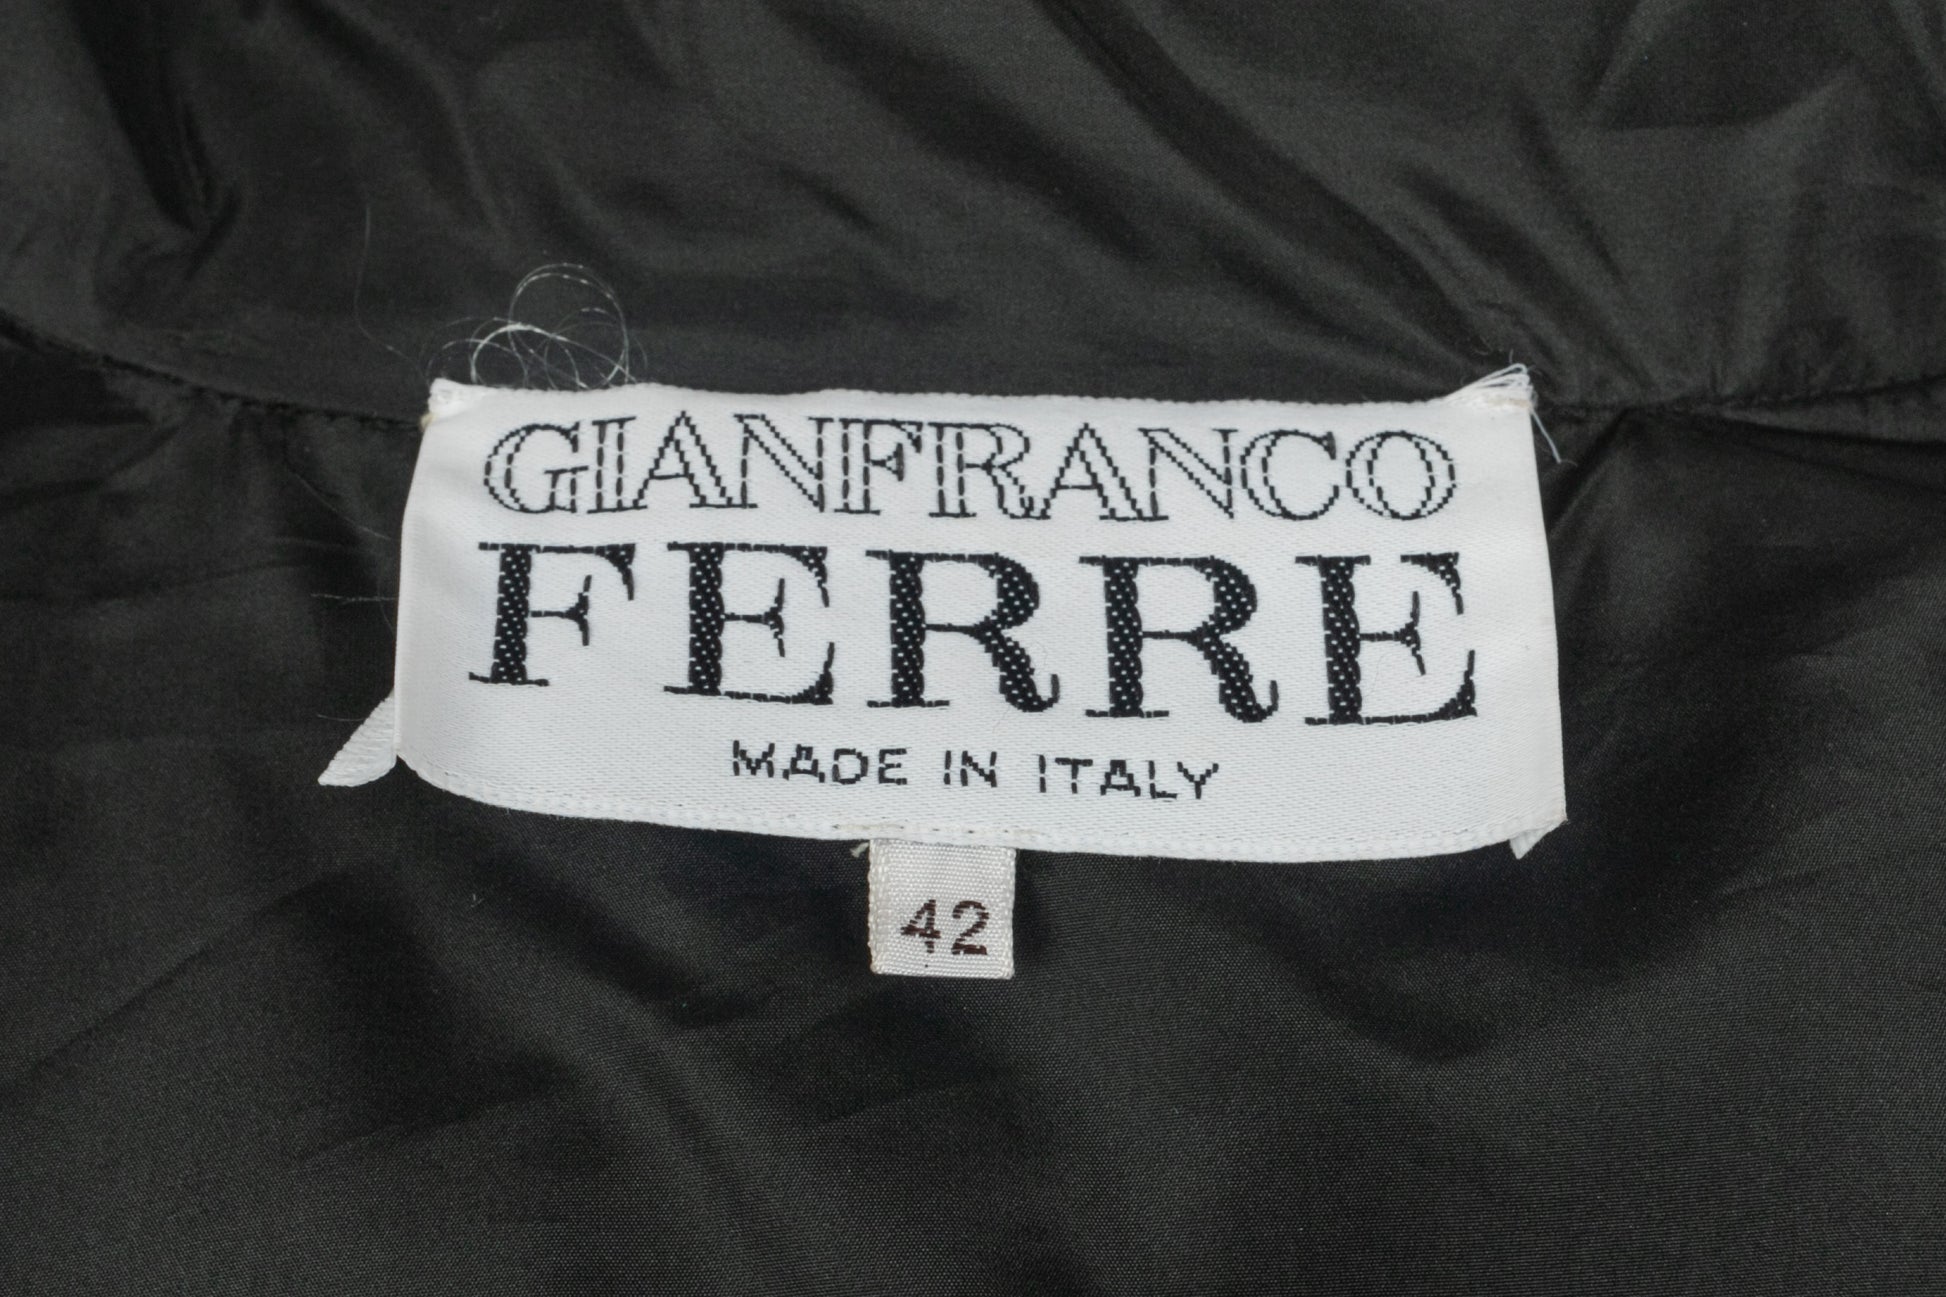 GIANFRANCO
FERRE
MADE IN ITALY
42